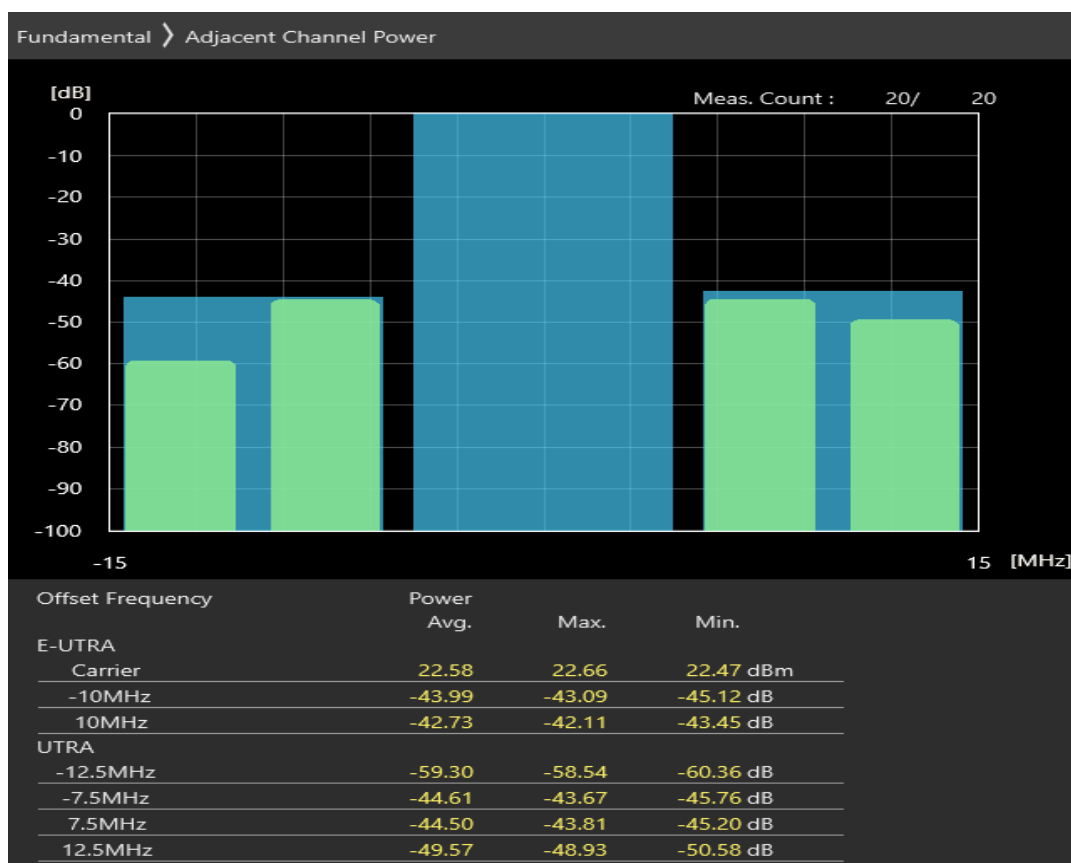 Fundamental ❯ Adjacent Channel Power
[dB]
Meas. Count : 20/ 20
0
-10
-20
-30
-40
-50
-60
-70
-80
-90
-100
-15 15 [MHz]
Offset Frequency Power
Avg. Max. Min.
E-UTRA
Carrier 22.58 22.66 22.47 dBm
-10MHz -43.99 -43.09 -45.12 dB
10MHz -42.73 -42.11 -43.45 dB
UTRA
-12.5MHz -59.30 -58.54 -60.36 dB
-7.5MHz -44.61 -43.67 -45.76 dB
7.5MHz -44.50 -43.81 -45.20 dB
12.5MHz -49.57 -48.93 -50.58 dB